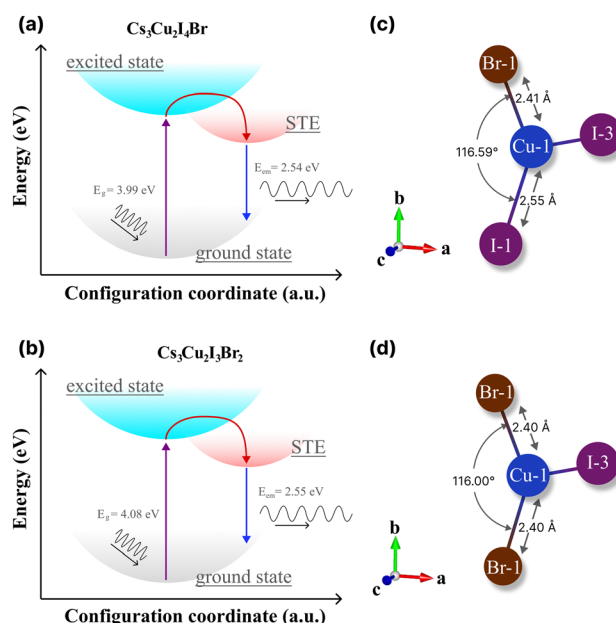 (a)
Cs3Cu2I4Br
excited state
STE
Eem = 2.54 eV
Eg = 3.99 eV
ground state
Energy (eV)
Configuration coordinate (a.u.)
(c)
Br-1
2.41 Å
I-3
Cu-1
116.59°
2.55 Å
I-1
b
a
c
(b)
Cs3Cu2I3Br2
excited state
STE
Eem = 2.55 eV
Eg = 4.08 eV
ground state
Energy (eV)
Configuration coordinate (a.u.)
(d)
Br-1
2.40 Å
I-3
Cu-1
116.00°
2.40 Å
Br-1
b
a
c